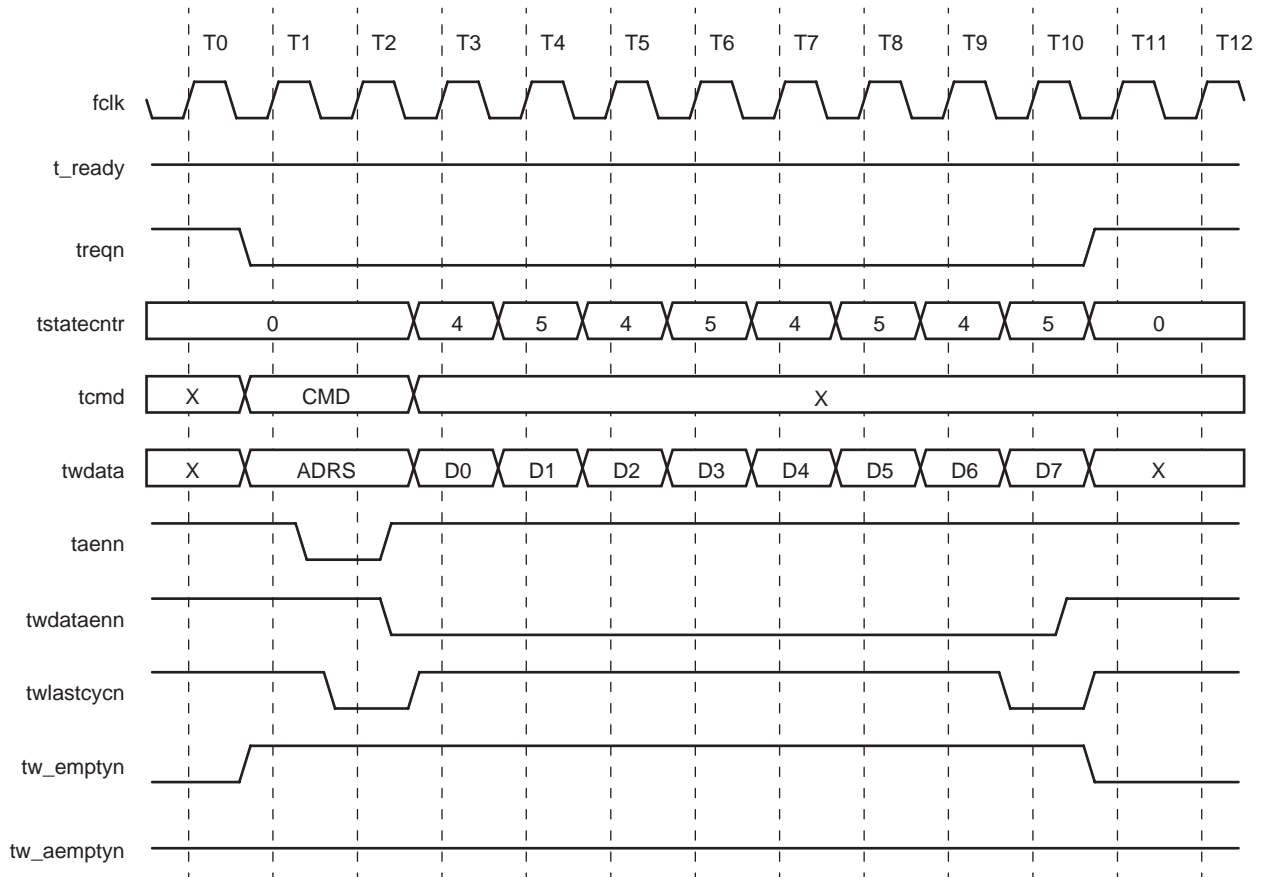 T0 T1 T2 T3 T4 T5 T6 T7 T8 T9 T10 T11 T12
fclk
t_ready
treqn
tstatecntr 0 4 5 4 5 4 5 4 5 0
tcmd X CMD X
twdata X ADRS D0 D1 D2 D3 D4 D5 D6 D7 X
taenn
twdataenn
twlastcycn
tw_emptyn
tw_aemptyn